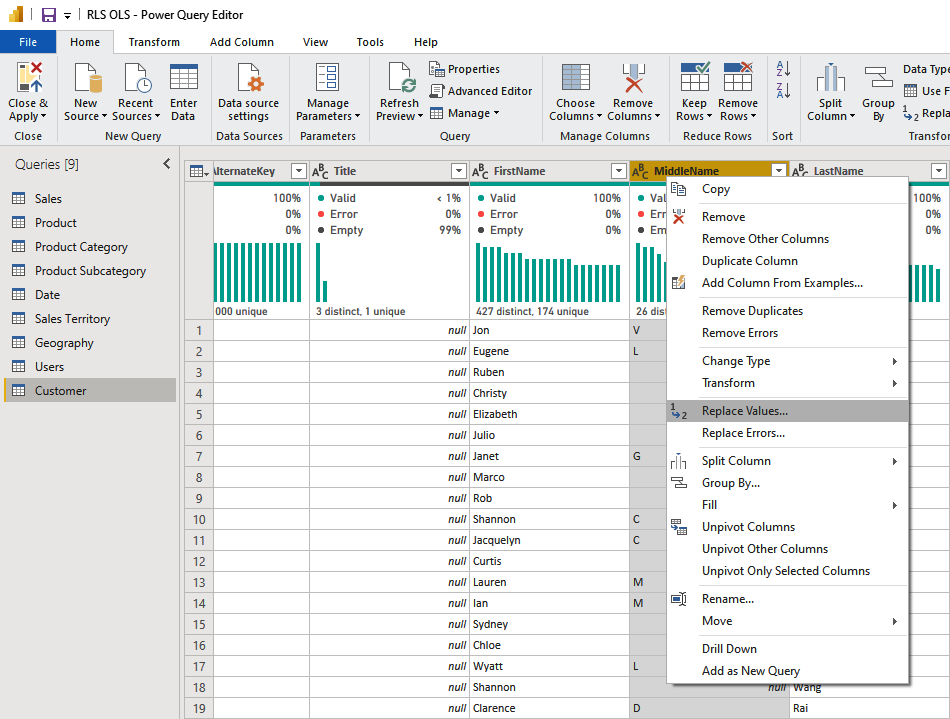 RLS OLS - Power Query Editor
File Home Transform Add Column View Tools Help
Close & Apply
New Source
Recent Sources
Enter Data
Data source settings
Manage Parameters
Refresh Preview
Properties
Advanced Editor
Manage
Choose Columns
Remove Columns
Keep Rows
Remove Rows
A Z
Z A
Split Column
Group By
Data Type
Use F
1 2 Repla
Close New Query Data Sources Parameters Query Manage Columns Reduce Rows Sort Transfor
Queries [9]
Sales
Product
Product Category
Product Subcategory
Date
Sales Territory
Geography
Users
Customer
AlternateKey ABC Title ABC FirstName ABC MiddleName ABC LastName
100% Valid < 1% Valid 100% Val 100%
0% Error 0% Error 0% Err 0%
0% Empty 99% Empty 0% Em 0%
000 unique 3 distinct, 1 unique 427 distinct, 174 unique 26 dist
1 null Jon V
2 null Eugene L
3 null Ruben
4 null Christy
5 null Elizabeth
6 null Julio
7 null Janet G
8 null Marco
9 null Rob
10 null Shannon C
11 null Jacquelyn C
12 null Curtis
13 null Lauren M
14 null Ian M
15 null Sydney
16 null Chloe
17 null Wyatt L
18 null Shannon null Wang
19 null Clarence D Rai
Copy
Remove
Remove Other Columns
Duplicate Column
Add Column From Examples...
Remove Duplicates
Remove Errors
Change Type
Transform
1 2 Replace Values...
Replace Errors...
Split Column
Group By...
Fill
Unpivot Columns
Unpivot Other Columns
Unpivot Only Selected Columns
Rename...
Move
Drill Down
Add as New Query